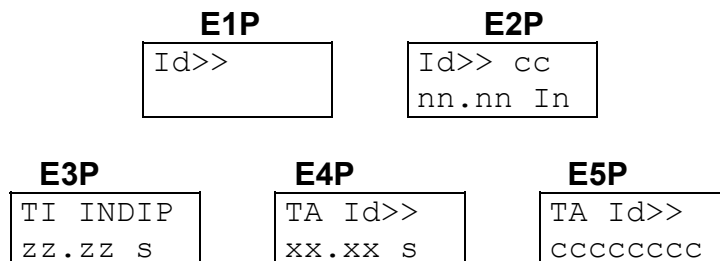 E1P E2P
Id>> Id>> cc
nn.nn In
E3P E4P E5P
TI INDIP TA Id>> TA Id>>
zz.zz s xx.xx s cccccccc